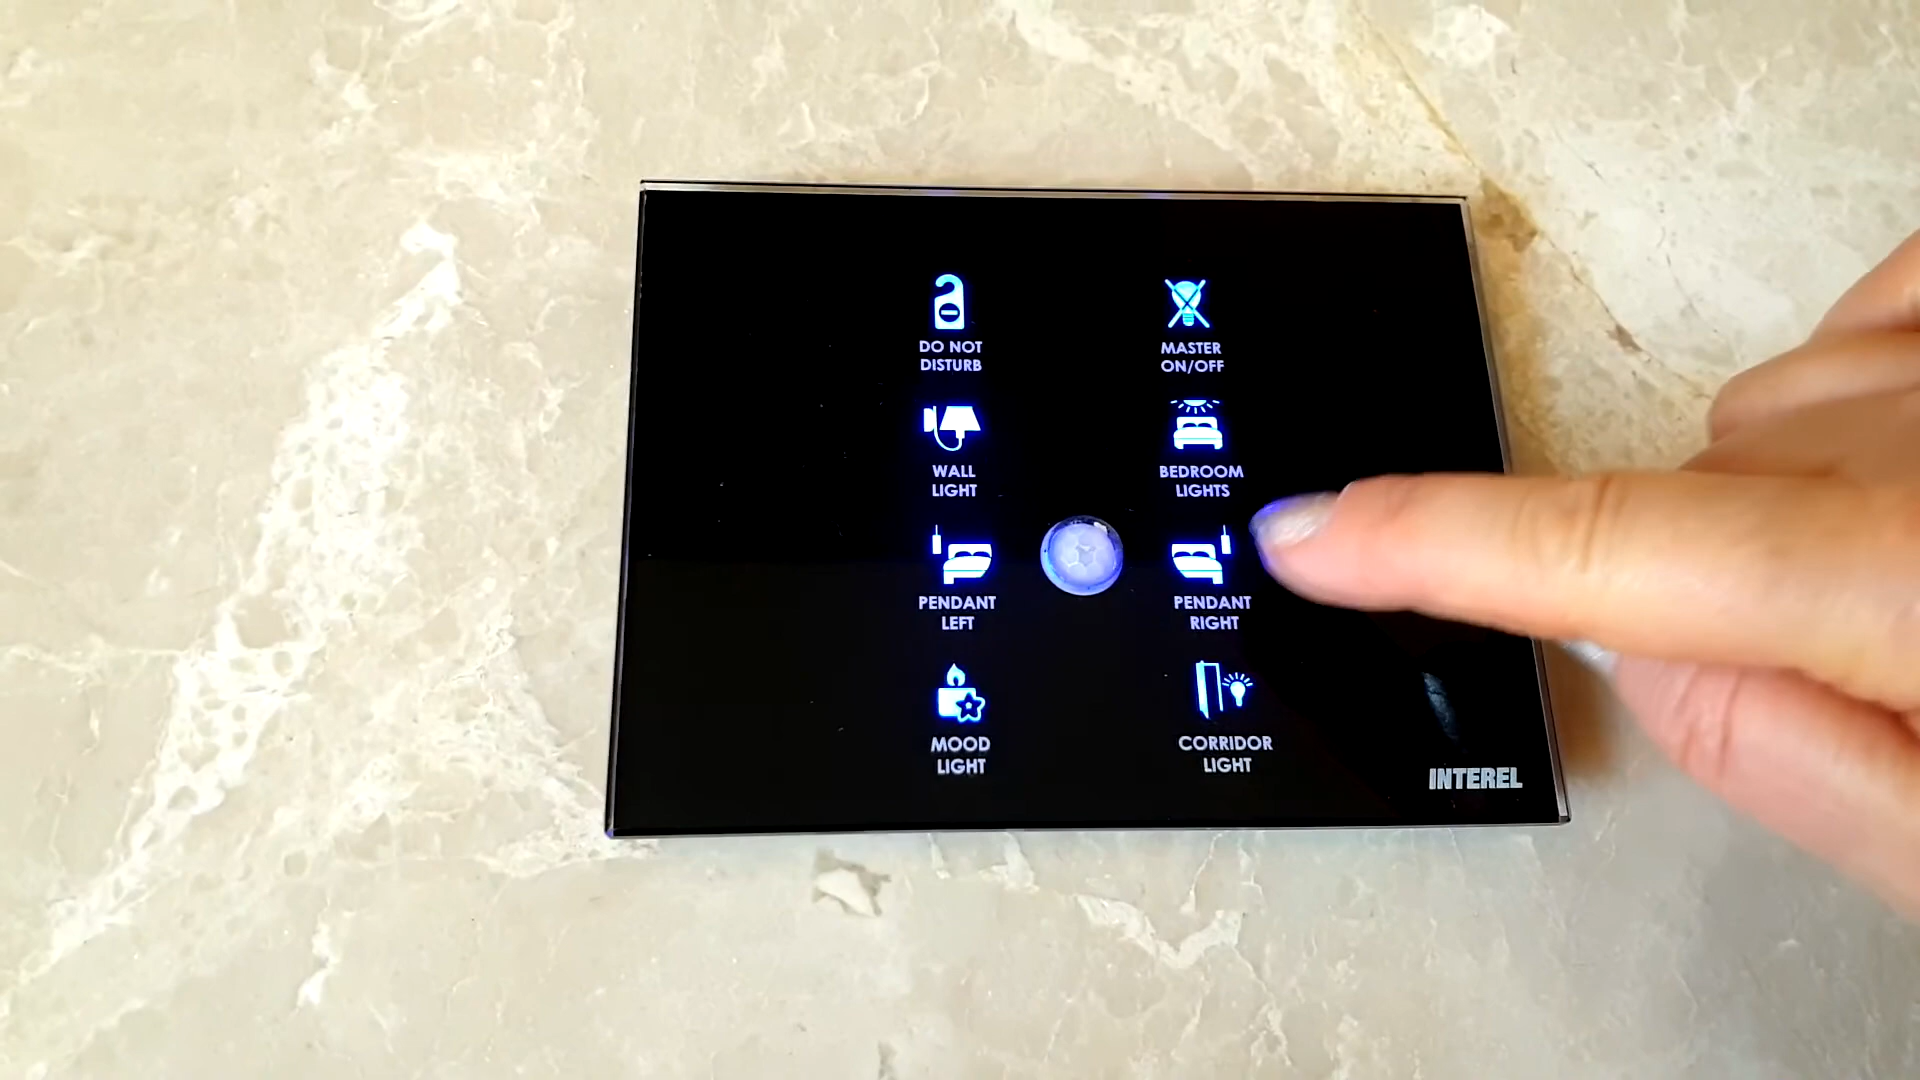 DO NOT
DISTURB
MASTER
ON/OFF
WALL
LIGHT
BEDROOM
LIGHTS
PENDANT
LEFT
PENDANT
RIGHT
MOOD
LIGHT
CORRIDOR
LIGHT
INTEREL